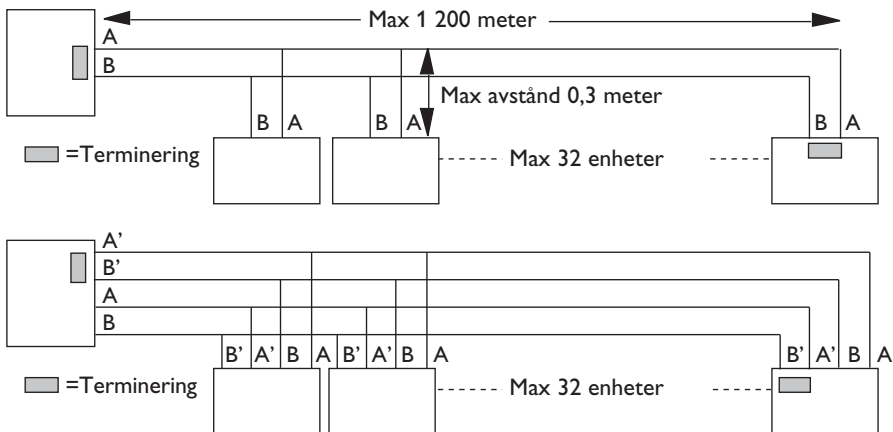 Max 1 200 meter
A
B
Max avstånd 0,3 meter
B A B A B A
=Terminering
Max 32 enheter
A’
B’
A
B
B’ A’ B A B’ A’ B A B’ A’ B A
=Terminering
Max 32 enheter